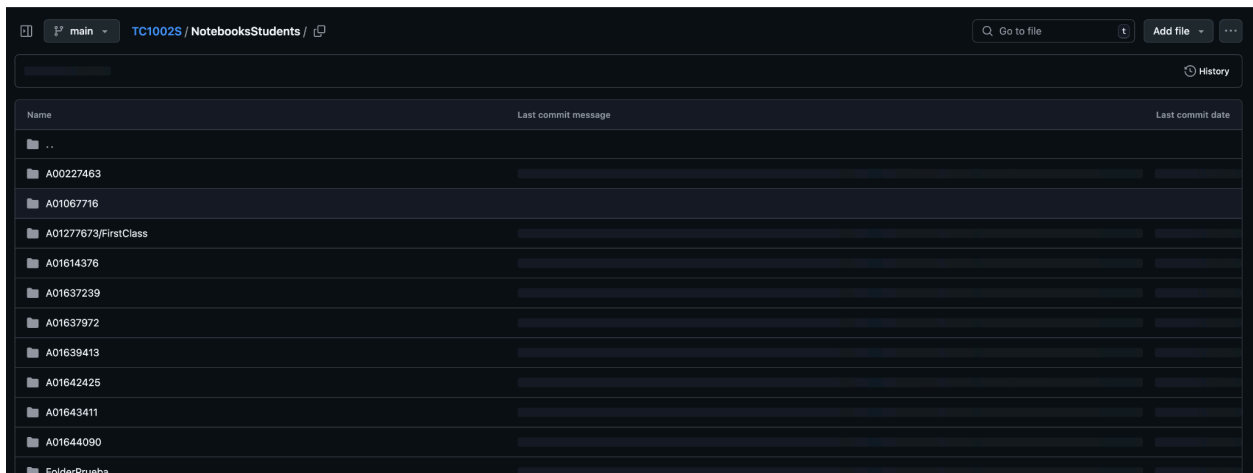 main TC1002S / NotebooksStudents / Go to file t Add file
History
Name Last commit message Last commit date
..
A00227463
A01067716
A01277673/FirstClass
A01614376
A01637239
A01637972
A01639413
A01642425
A01643411
A01644090
FolderPrueba